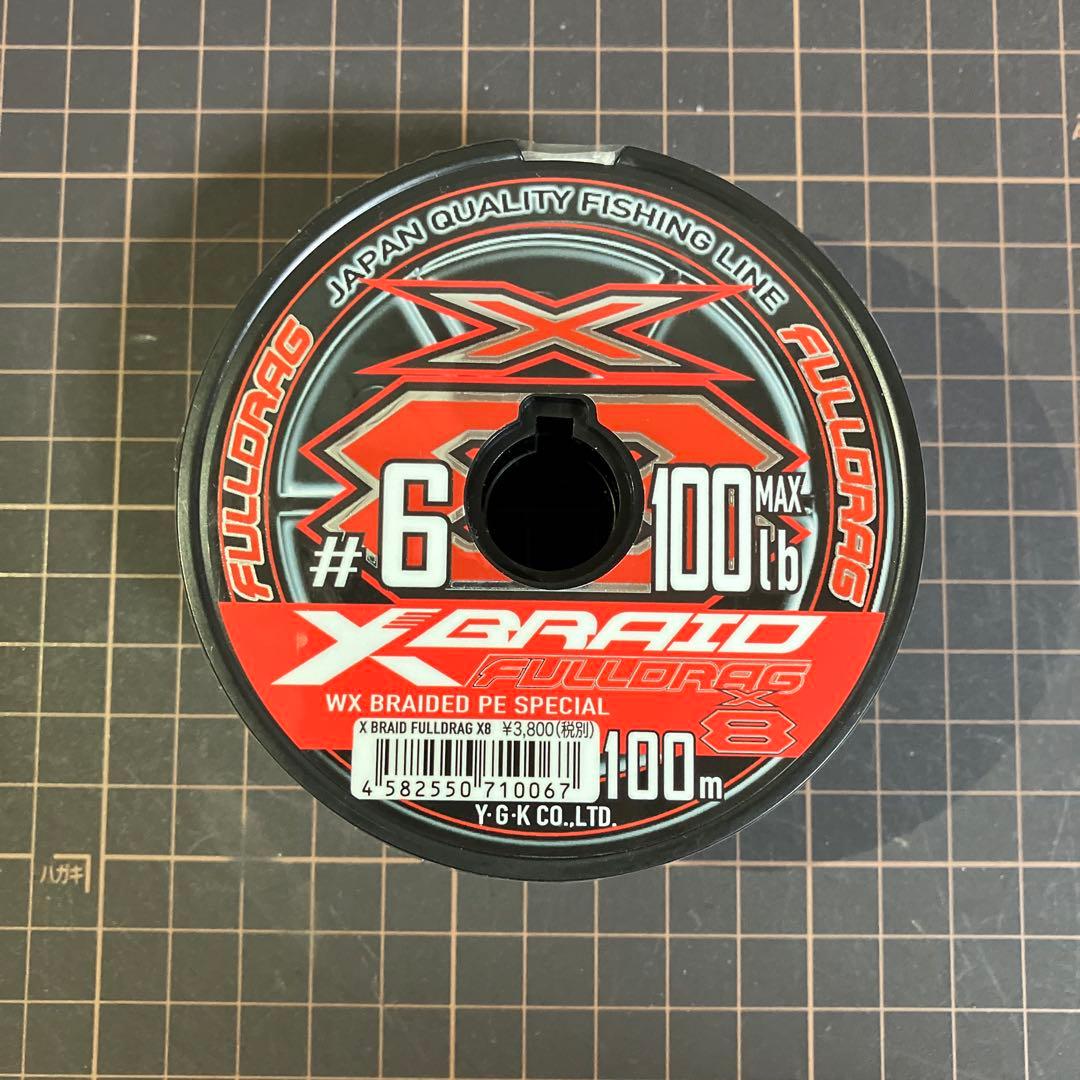 JAPAN QUALITY FISHING LINE
FULLDRAG
FULLDRAG
X
#6
100 MAX lb
X BRAID
FULLDRAG
X
8
WX BRAIDED PE SPECIAL
X BRAID FULLDRAG X8 ¥3,800(税別)
4 582550 710067
100m
Y·G·K CO.,LTD.
ハガキ